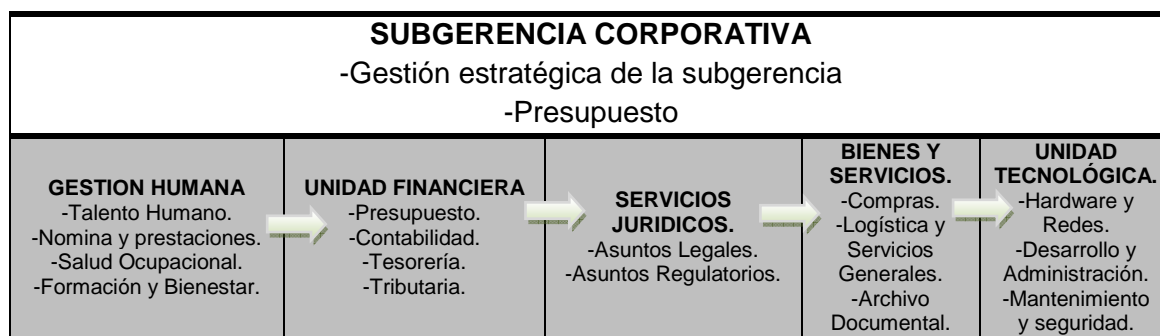 SUBGERENCIA CORPORATIVA
-Gestión estratégica de la subgerencia
-Presupuesto
GESTION HUMANA
-Talento Humano.
-Nomina y prestaciones.
-Salud Ocupacional.
-Formación y Bienestar.
UNIDAD FINANCIERA
-Presupuesto.
-Contabilidad.
-Tesorería.
-Tributaria.
SERVICIOS
JURIDICOS.
-Asuntos Legales.
-Asuntos Regulatorios.
BIENES Y
SERVICIOS.
-Compras.
-Logística y
Servicios
Generales.
-Archivo
Documental.
UNIDAD
TECNOLÓGICA.
-Hardware y
Redes.
-Desarrollo y
Administración.
-Mantenimiento
y seguridad.